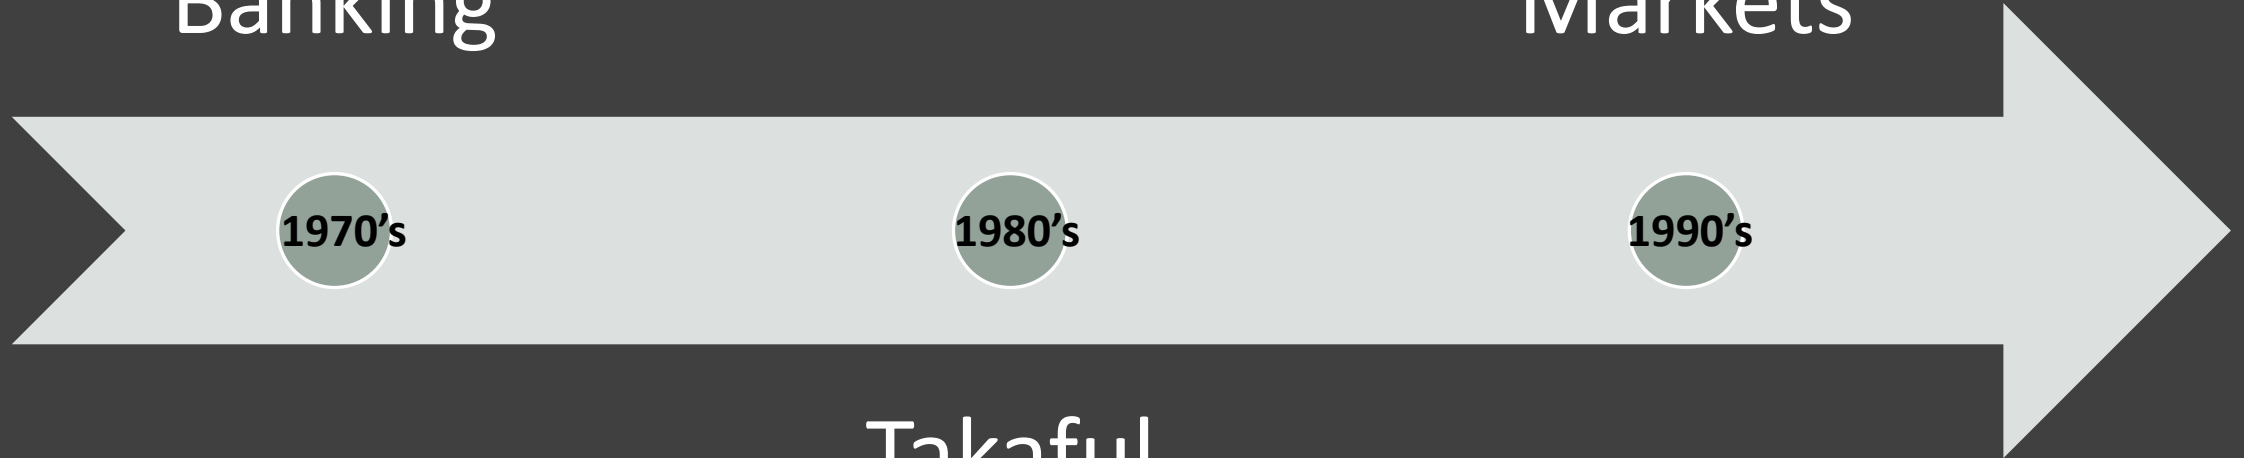 Banking
Markets
1970’s
1980’s
1990’s
Takaful